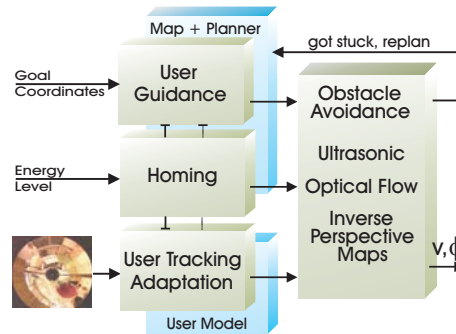 Map + Planner
got stuck, replan
Goal
Coordinates
User
Guidance
Obstacle
Avoidance
Energy
Level
Homing
Ultrasonic
Optical Flow
Inverse
Perspective
Maps
User Tracking
Adaptation
v, ϕ
User Model